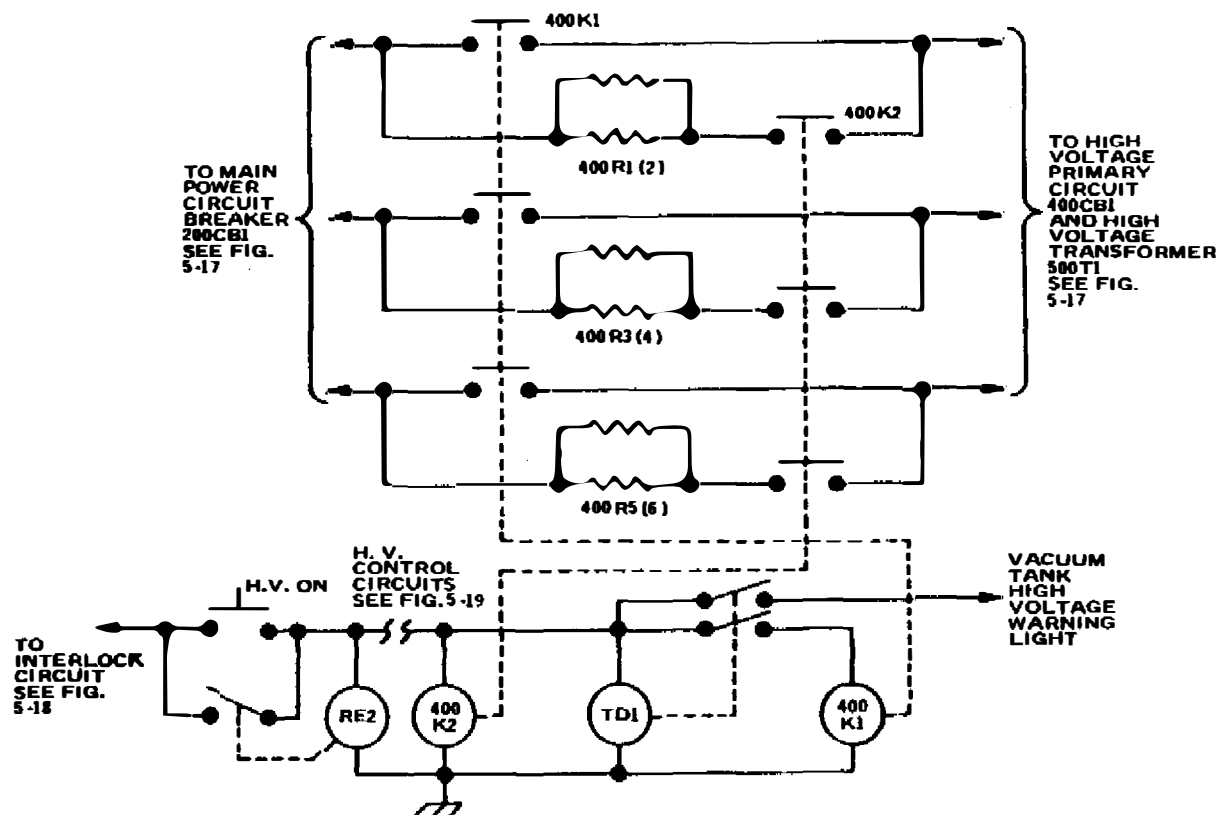 400K1
400K2
400R1(2)
TO MAIN
POWER
CIRCUIT
BREAKER
200CB1
SEE FIG.
5-17
TO HIGH
VOLTAGE
PRIMARY
CIRCUIT
400CB1
AND HIGH
VOLTAGE
TRANSFORMER
500T1
SEE FIG.
5-17
400R3(4)
400R5(6)
H.V. ON
H. V.
CONTROL
CIRCUITS
SEE FIG. 5-19
VACUUM
TANK
HIGH
VOLTAGE
WARNING
LIGHT
TO
INTERLOCK
CIRCUIT
SEE FIG.
5-18
RE2
400
K2
TD1
400
K1